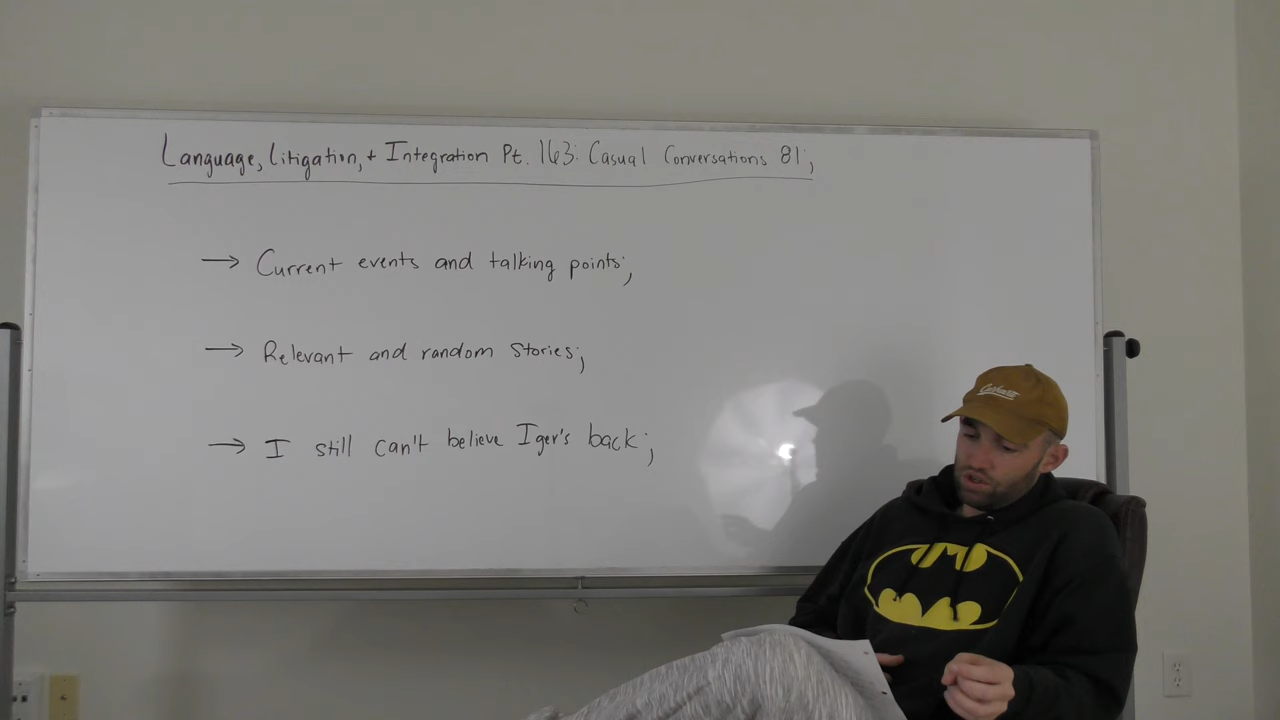 Language, Litigation, + Integration Pt. 163: Casual Conversations 81;
→ Current events and talking points;
→ Relevant and random stories;
→ I still can't believe Iger's back;
Carhartt